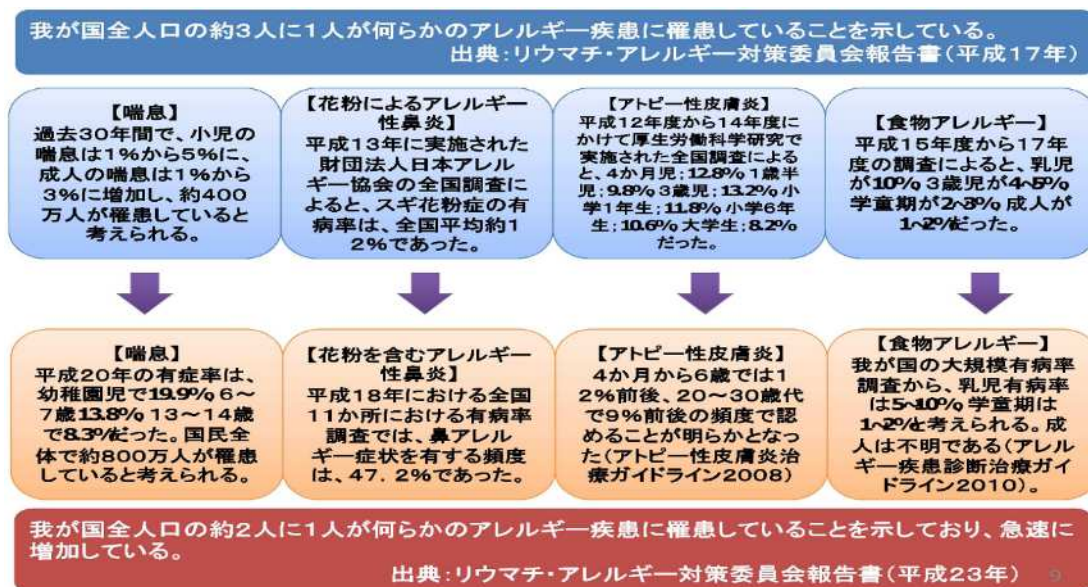 我が国全人口の約3人に1人が何らかのアレルギー疾患に罹患していることを示している。
出典:リウマチ・アレルギー対策委員会報告書(平成17年)
【喘息】
過去30年間で、小児の
喘息は1%から5%に、
成人の喘息は1%から
3%に増加し、約400
万人が罹患していると
考えられる。
【花粉によるアレルギー
性鼻炎】
平成13年に実施された
財団法人日本アレル
ギー協会の全国調査に
よると、スギ花粉症の有
病率は、全国平均約1
2%であった。
【アトピー性皮膚炎】
平成12年度から14年度に
かけて厚生労働科学研究で
実施された全国調査による
と、4か月児;12.8%、1歳半
児;9.8%、3歳児;13.2%、小
学1年生;11.8%、小学6年
生;10.6%、大学生;8.2%
だった。
【食物アレルギー】
平成15年度から17年
度の調査によると、乳児
が10%、3歳児が4~5%、
学童期が2~3%、成人が
1~2%だった。
【喘息】
平成20年の有症率は、
幼稚園児で19.9%、6~
7歳13.8%、13~14歳
で8.3%だった。国民全
体で約800万人が罹患
していると考えられる。
【花粉を含むアレルギー
性鼻炎】
平成18年における全国
11か所における有病率
調査では、鼻アレル
ギー症状を有する頻度
は、47.2%であった。
【アトピー性皮膚炎】
4か月から6歳では1
2%前後、20~30歳代
で9%前後の頻度で認
めることが明らかとなっ
た(アトピー性皮膚炎治
療ガイドライン2008)
【食物アレルギー】
我が国の大規模有病率
調査から、乳児有病率
は5~10%、学童期は
1~2%と考えられる。成
人は不明である(アレル
ギー疾患診断治療ガイ
ドライン2010)。
我が国全人口の約2人に1人が何らかのアレルギー疾患に罹患していることを示しており、急速に
増加している。
出典:リウマチ・アレルギー対策委員会報告書(平成23年)
9